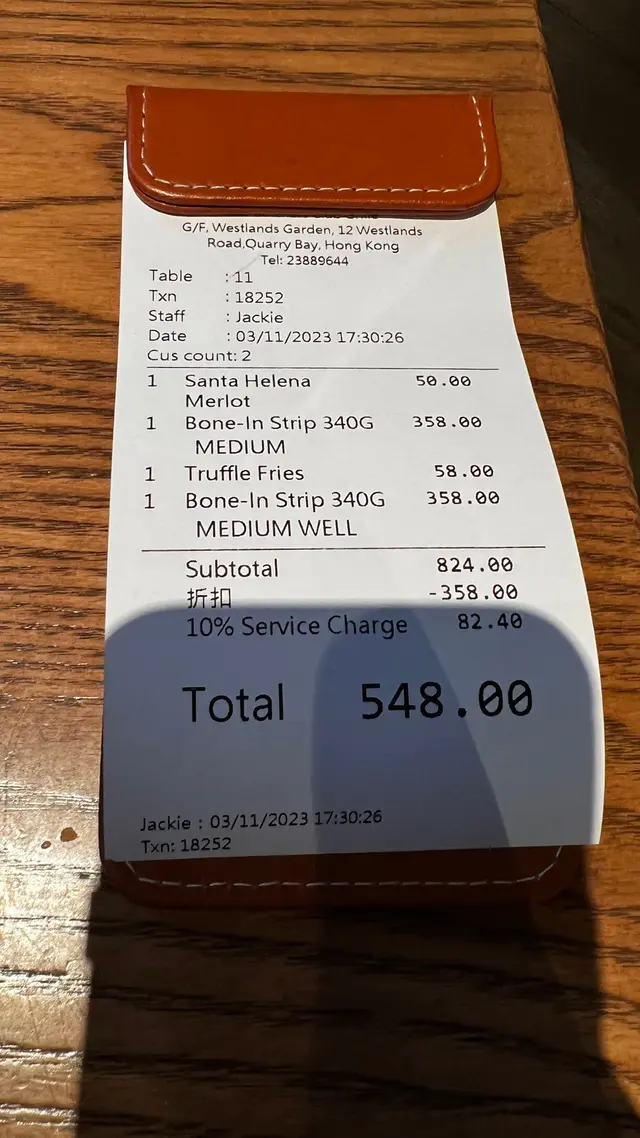 G/F, Westlands Garden, 12 Westlands
Road,Quarry Bay, Hong Kong
Tel: 23889644
Table : 11
Txn : 18252
Staff : Jackie
Date : 03/11/2023 17:30:26
Cus count: 2
1 Santa Helena 50.00
Merlot
1 Bone-In Strip 340G 358.00
MEDIUM
1 Truffle Fries 58.00
1 Bone-In Strip 340G 358.00
MEDIUM WELL
Subtotal 824.00
折扣 -358.00
10% Service Charge 82.40
Total 548.00
Jackie : 03/11/2023 17:30:26
Txn: 18252